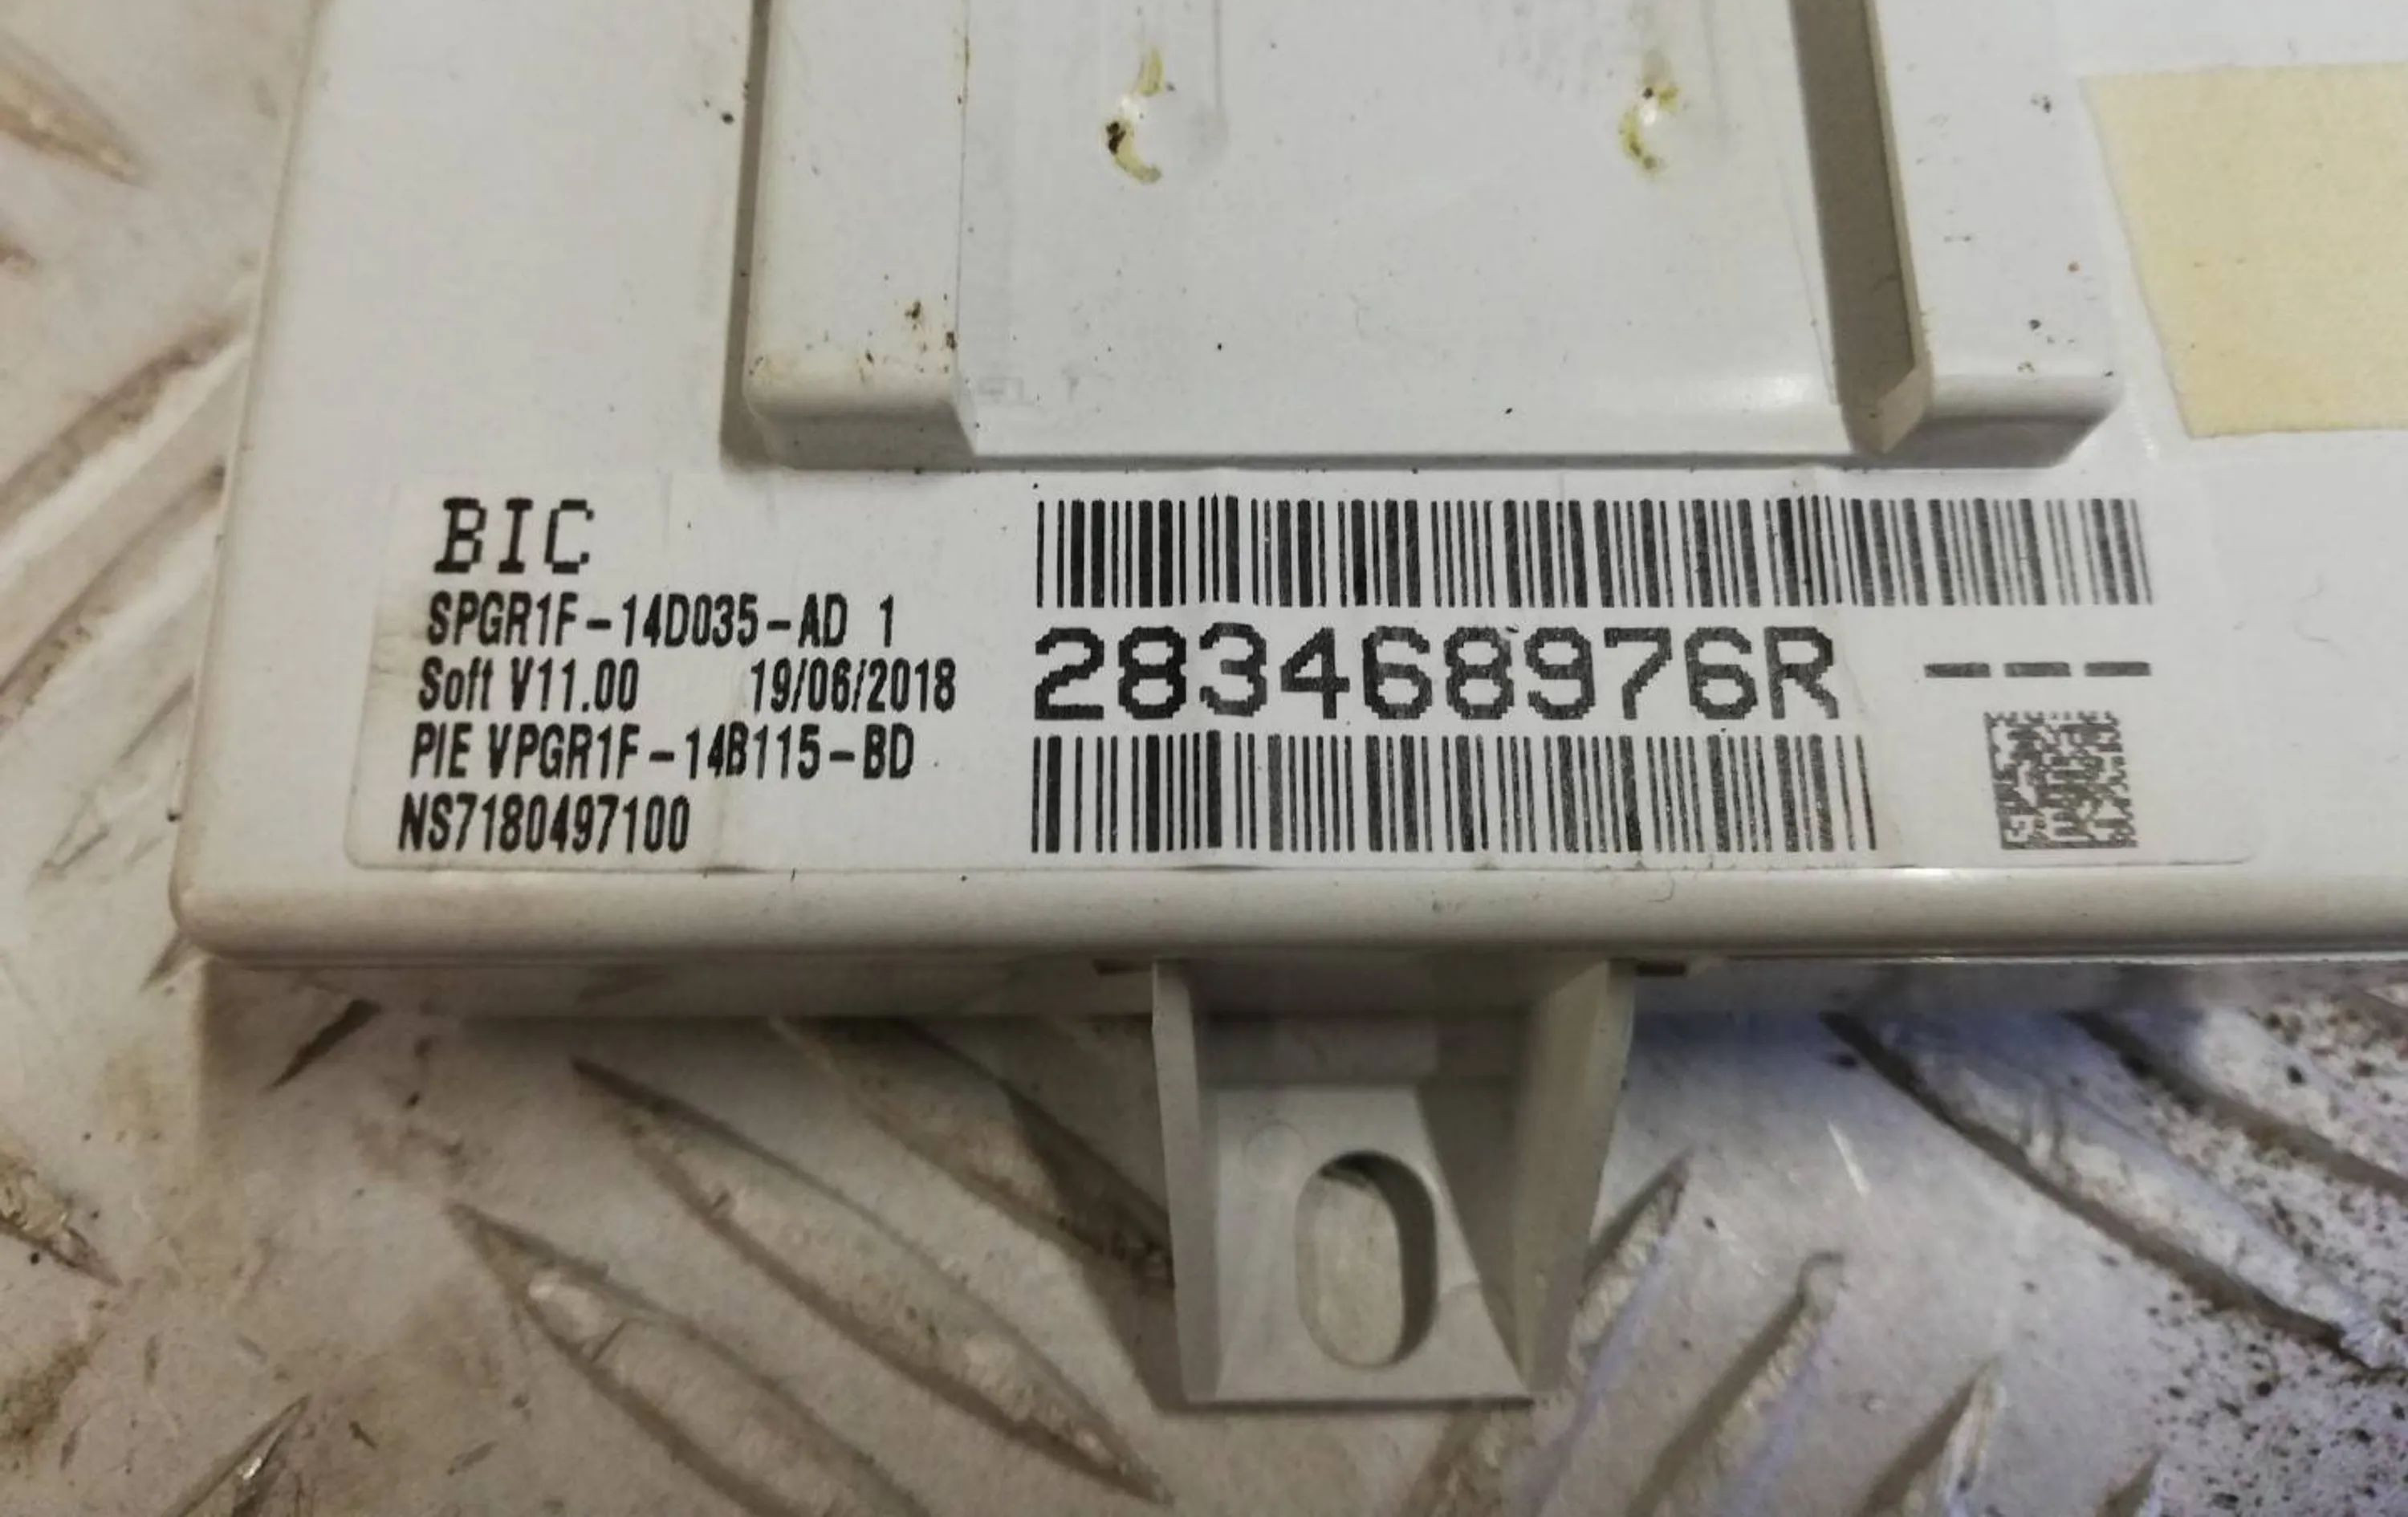 BIC
SPGR1F-14D035-AD 1
Soft V11.00 19/06/2018
PIE VPGR1F-14B115-BD
NS7180497100
283468976R ---